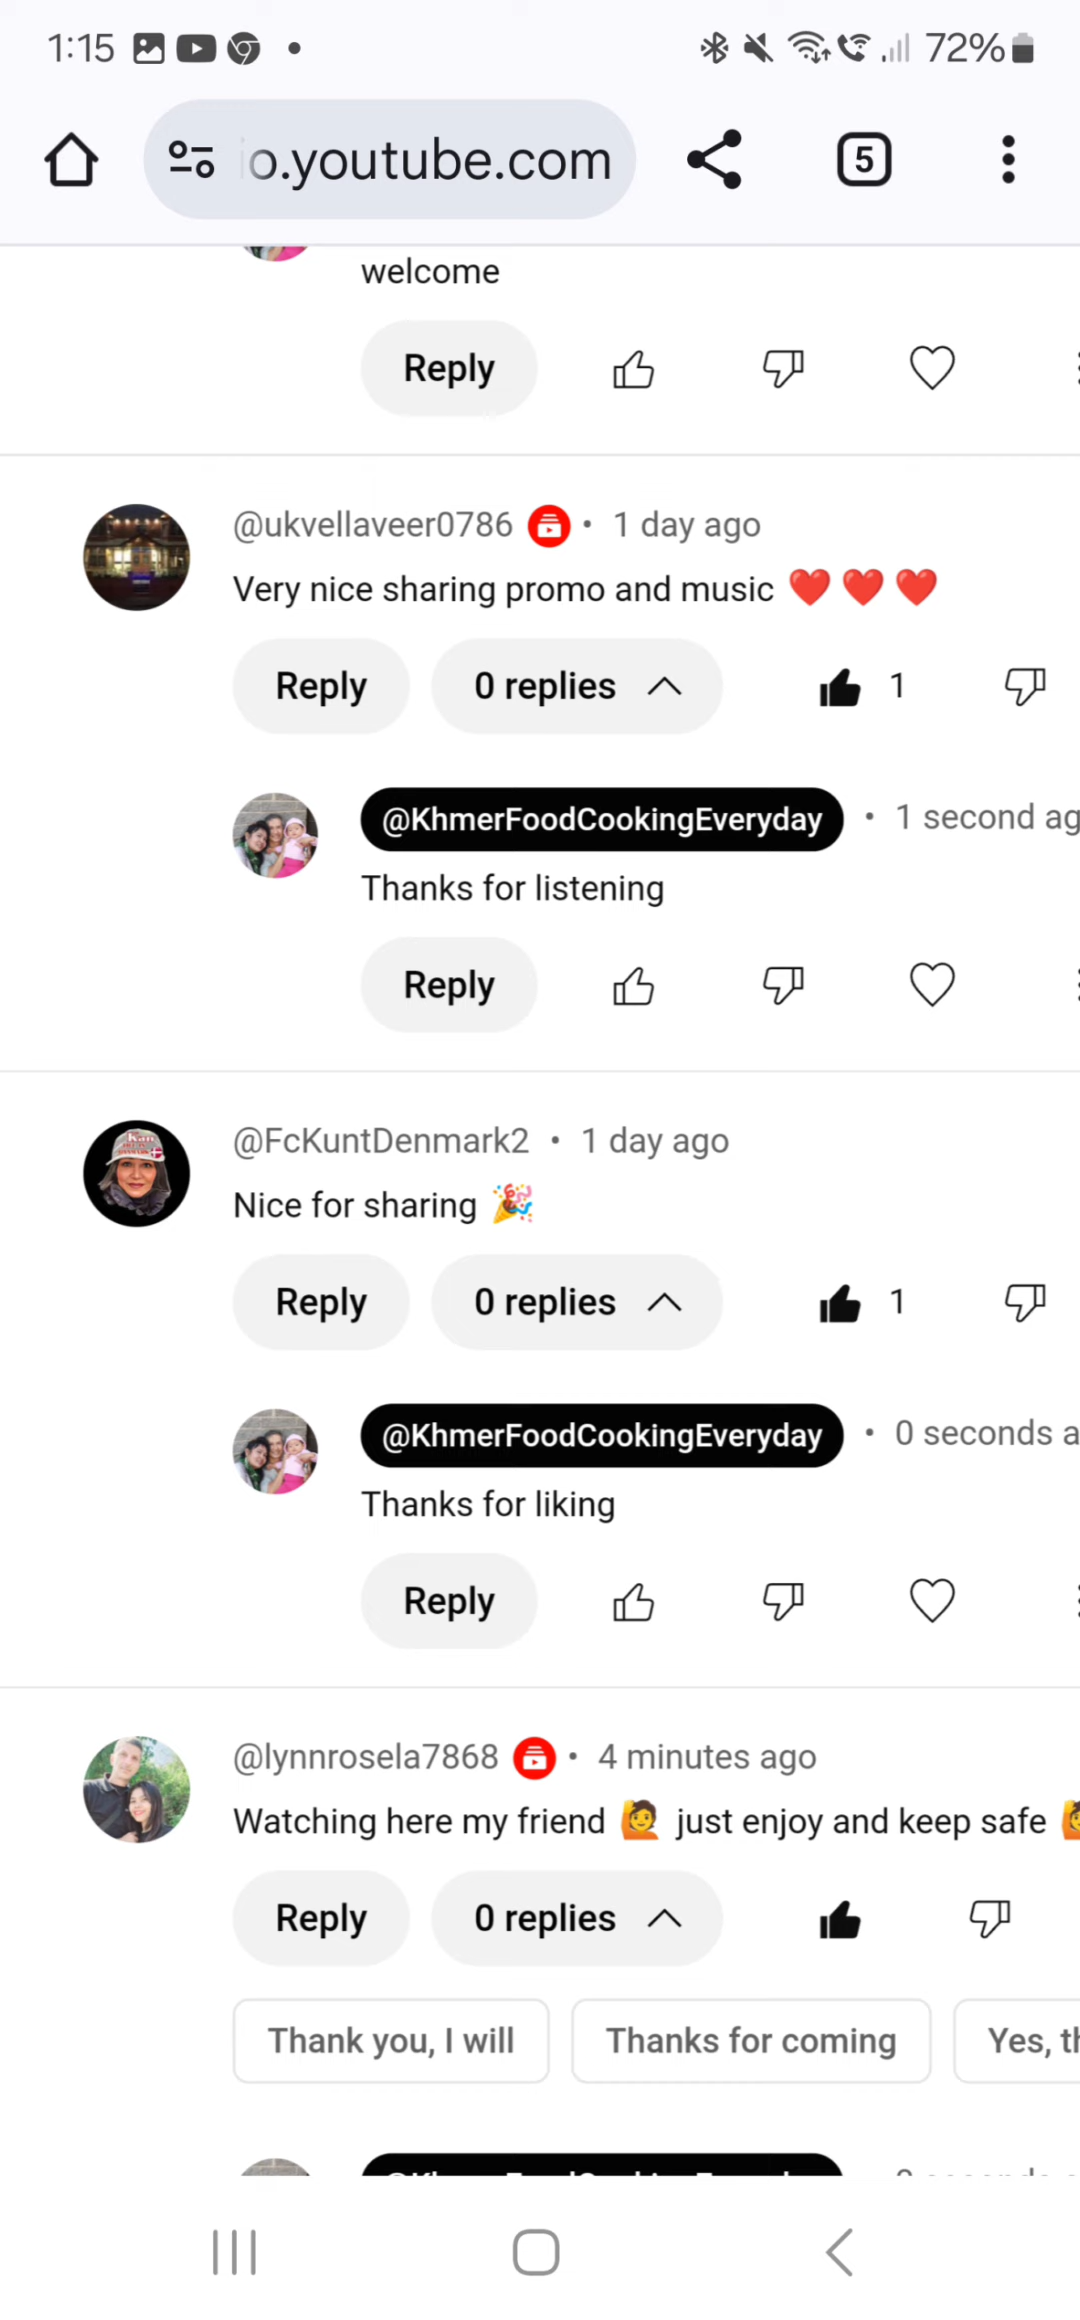 1:15
72%
o.youtube.com
5
welcome
Reply
@ukvellaveer0786 • 1 day ago
Very nice sharing promo and music ❤️❤️❤️
Reply
0 replies
1
@KhmerFoodCookingEveryday • 1 second ag
Thanks for listening
Reply
@FcKuntDenmark2 • 1 day ago
Nice for sharing 🎉
Reply
0 replies
1
@KhmerFoodCookingEveryday • 0 seconds a
Thanks for liking
Reply
@lynnrosela7868 • 4 minutes ago
Watching here my friend 🙋 just enjoy and keep safe
Reply
0 replies
Thank you, I will
Thanks for coming
Yes, th